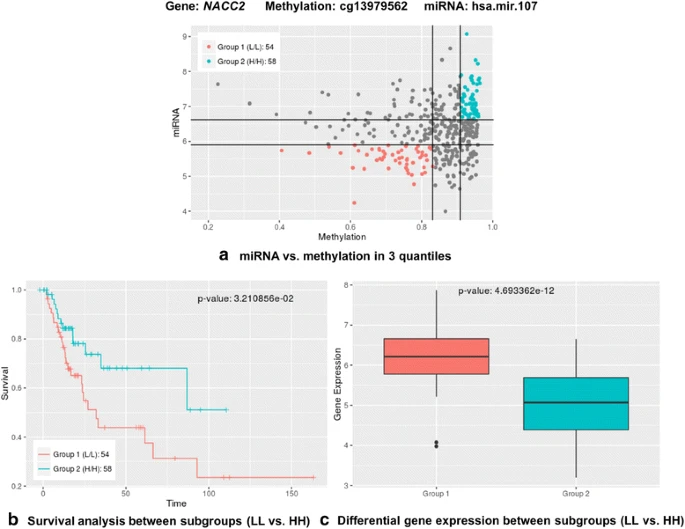 Gene: NACC2 Methylation: cg13979562 miRNA: hsa.mir.107
9
8
7
6
5
4
miRNA
Group 1 (L/L): 54
Group 2 (H/H): 58
0.2 0.4 0.6 0.8 1.0
Methylation
a miRNA vs. methylation in 3 quantiles
1.0
0.8
0.6
0.4
0.2
Survival
p-value: 3.210856e-02
Group 1 (L/L): 54
Group 2 (H/H): 58
0 50 100 150
Time
b Survival analysis between subgroups (LL vs. HH)
8
7
6
5
4
3
Gene Expression
p-value: 4.693362e-12
Group 1 Group 2
c Differential gene expression between subgroups (LL vs. HH)